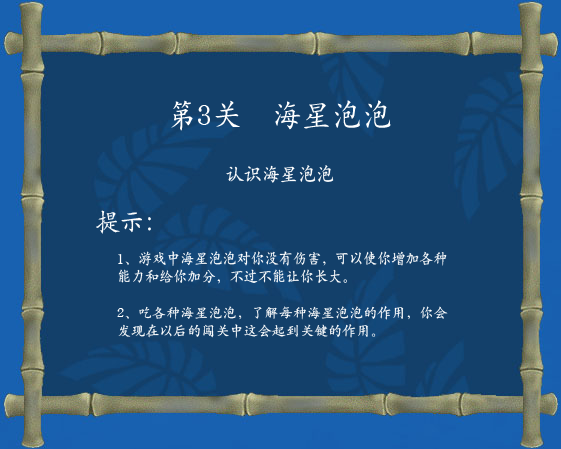 第3关 海星泡泡
认识海星泡泡
提示:
1、游戏中海星泡泡对你没有伤害，可以使你增加各种
能力和给你加分，不过不能让你长大。
2、吃各种海星泡泡，了解每种海星泡泡的作用，你会
发现在以后的闯关中这会起到关键的作用。